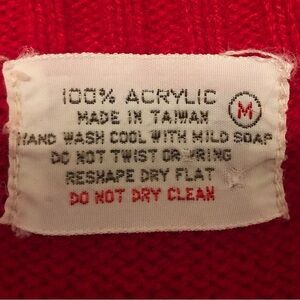 100% ACRYLIC
MADE IN TAIWAN
M
HAND WASH COOL WITH MILD SOAP
DO NOT TWIST OR WRING
RESHAPE DRY FLAT
DO NOT DRY CLEAN